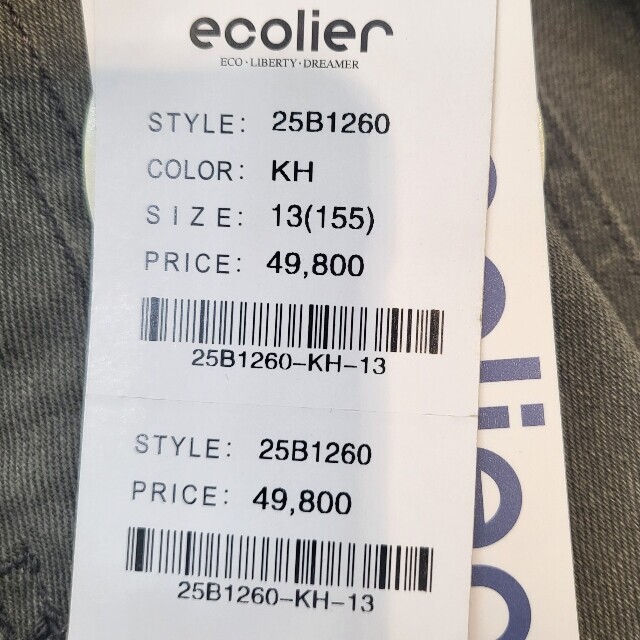 ecolier
ECO · LIBERTY · DREAMER
STYLE: 25B1260
COLOR: KH
SIZE: 13(155)
PRICE: 49,800
25B1260-KH-13
STYLE: 25B1260
PRICE: 49,800
25B1260-KH-13